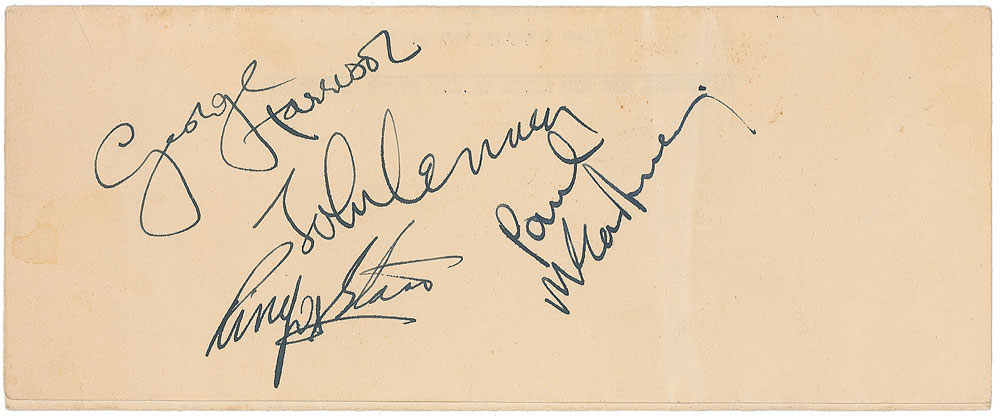 George Harrison
John Lennon
Paul
McCartney
Ringo Starr